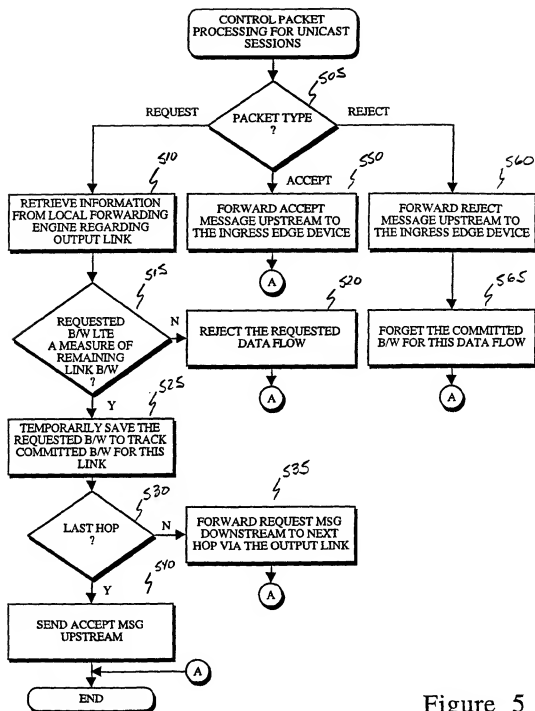 CONTROL PACKET
PROCESSING FOR UNICAST
SESSIONS
505
PACKET TYPE
?
REQUEST
REJECT
ACCEPT
510
RETRIEVE INFORMATION
FROM LOCAL FORWARDING
ENGINE REGARDING
OUTPUT LINK
550
FORWARD ACCEPT
MESSAGE UPSTREAM TO
THE INGRESS EDGE DEVICE
A
560
FORWARD REJECT
MESSAGE UPSTREAM TO
THE INGRESS EDGE DEVICE
515
REQUESTED
B/W LTE
A MEASURE OF
REMAINING
LINK B/W
?
N
Y
520
REJECT THE REQUESTED
DATA FLOW
A
565
FORGET THE COMMITTED
B/W FOR THIS DATA FLOW
A
525
TEMPORARILY SAVE THE
REQUESTED B/W TO TRACK
COMMITTED B/W FOR THIS
LINK
530
LAST HOP
?
N
Y
535
FORWARD REQUEST MSG
DOWNSTREAM TO NEXT
HOP VIA THE OUTPUT LINK
A
540
SEND ACCEPT MSG
UPSTREAM
A
END
Figure 5